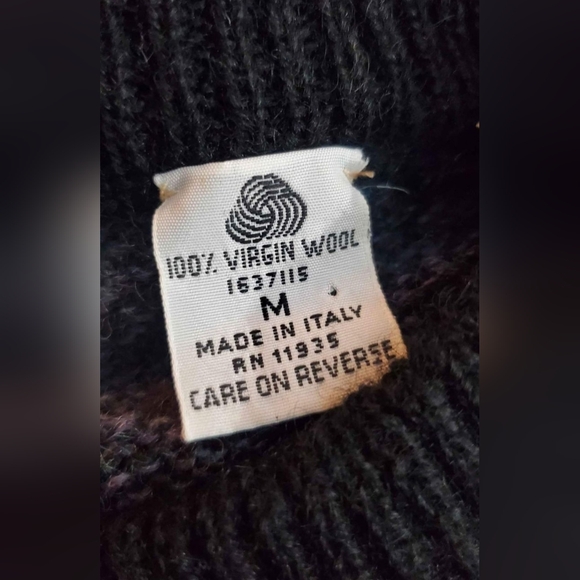 100% VIRGIN WOOL
1637115
M
MADE IN ITALY
RN 11935
CARE ON REVERSE